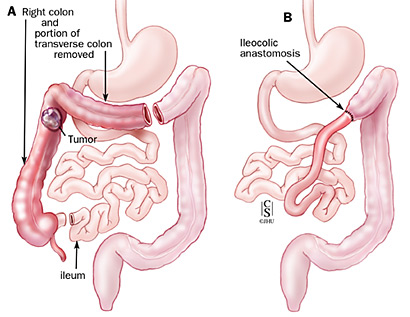 A
Right colon
and
portion of
transverse colon
removed
Tumor
ileum
B
Ileocolic
anastomosis
C
S
©JHU